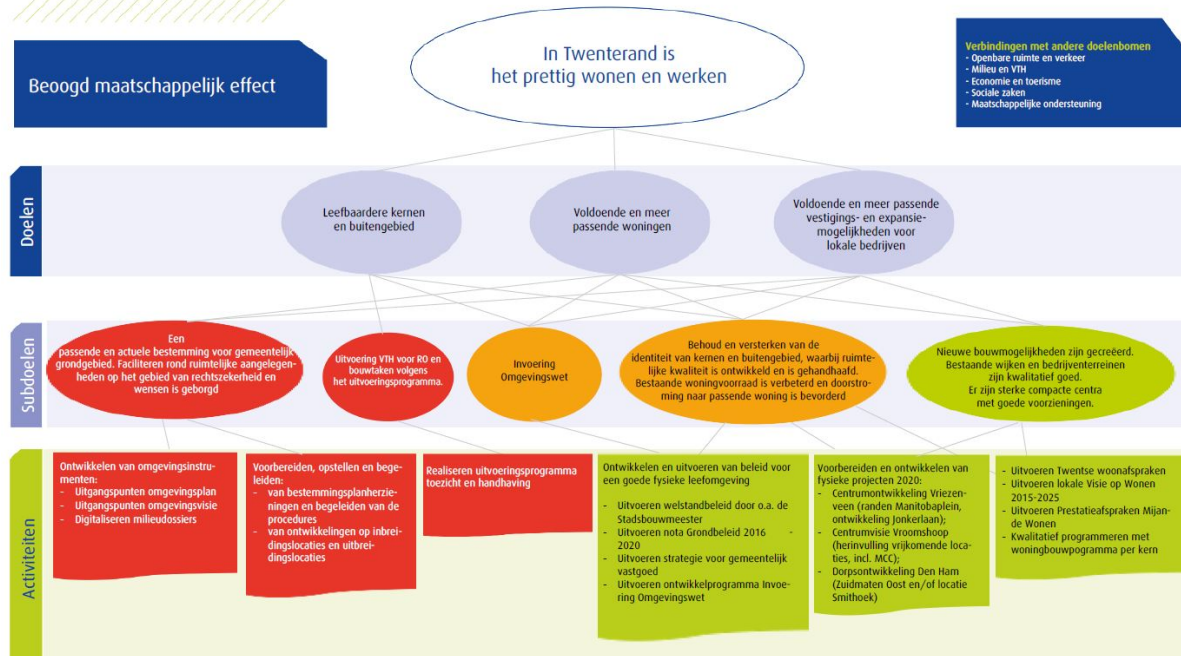 Beoogd maatschappelijk effect
In Twenterand is
het prettig wonen en werken
Verbindingen met andere doelenbomen
- Openbare ruimte en verkeer
- Milieu en VTH
- Economie en toerisme
- Sociale zaken
- Maatschappelijke ondersteuning
Doelen
Leefbaardere kernen
en buitengebied
Voldoende en meer
passende woningen
Voldoende en meer passende
vestigings- en expansie-
mogelijkheden voor
lokale bedrijven
Subdoelen
Een
passende en actuele bestemming voor gemeentelijk
grondgebied. Faciliteren rond ruimtelijke aangelegen-
heden op het gebied van rechtszekerheid en
wensen is geborgd
Uitvoering VTH voor RO en
bouwtaken volgens
het uitvoeringsprogramma.
Invoering
Omgevingswet
Behoud en versterken van de
identiteit van kernen en buitengebied, waarbij ruimte-
lijke kwaliteit is ontwikkeld en is gehandhaafd.
Bestaande woningvoorraad is verbeterd en doorstro-
ming naar passende woning is bevorderd
Nieuwe bouwmogelijkheden zijn gecreëerd.
Bestaande wijken en bedrijventerreinen
zijn kwalitatief goed.
Er zijn sterke compacte centra
met goede voorzieningen.
Activiteiten
Ontwikkelen van omgevingsinstru-
menten:
- Uitgangspunten omgevingsplan
- Uitgangspunten omgevingsvisie
- Digitaliseren milieudossiers
Voorbereiden, opstellen en bege-
leiden:
- van bestemmingsplanherzie-
ningen en begeleiden van de
procedures
- van ontwikkelingen op inbrei-
dingslocaties en uitbrei-
dingslocaties
Realiseren uitvoeringsprogramma
toezicht en handhaving
Ontwikkelen en uitvoeren van beleid voor
een goede fysieke leefomgeving
- Uitvoeren welstandbeleid door o.a. de
Stadsbouwmeester
- Uitvoeren nota Grondbeleid 2016 -
2020
- Uitvoeren strategie voor gemeentelijk
vastgoed
- Uitvoeren ontwikkelprogramma Invoe-
ring Omgevingswet
Voorbereiden en ontwikkelen van
fysieke projecten 2020:
- Centrumontwikkeling Vriezen-
veen (randen Manitobaplein,
ontwikkeling Jonkerlaan);
- Centrumvisie Vroomshoop
(herinvulling vrijkomende loca-
ties, incl. MCC);
- Dorpsontwikkeling Den Ham
(Zuidmaten Oost en/of locatie
Smithoek)
- Uitvoeren Twentse woonafspraken
- Uitvoeren lokale Visie op Wonen
2015-2025
- Uitvoeren Prestatieafspraken Mijan-
de Wonen
- Kwalitatief programmeren met
woningbouwpogramma per kern